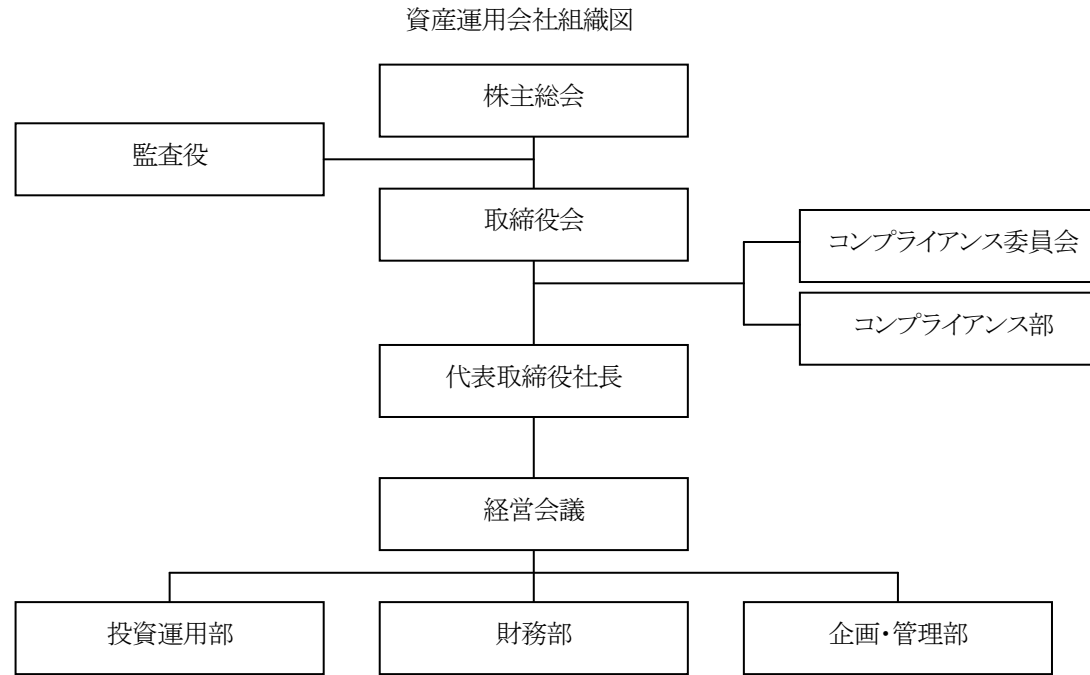 資産運用会社組織図
株主総会
監査役
取締役会
コンプライアンス委員会
コンプライアンス部
代表取締役社長
経営会議
投資運用部
財務部
企画・管理部